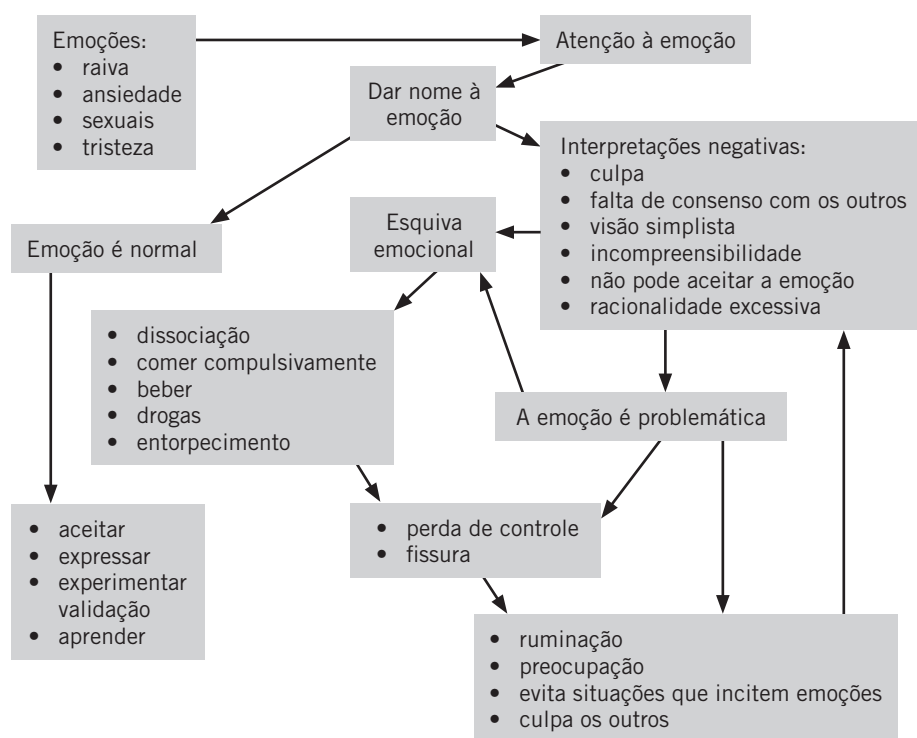 Emoções:
• raiva
• ansiedade
• sexuais
• tristeza
Atenção à emoção
Dar nome à
emoção
Interpretações negativas:
• culpa
• falta de consenso com os outros
• visão simplista
• incompreensibilidade
• não pode aceitar a emoção
• racionalidade excessiva
Esquiva
emocional
Emoção é normal
• dissociação
• comer compulsivamente
• beber
• drogas
• entorpecimento
A emoção é problemática
• aceitar
• expressar
• experimentar
validação
• aprender
• perda de controle
• fissura
• ruminação
• preocupação
• evita situações que incitem emoções
• culpa os outros